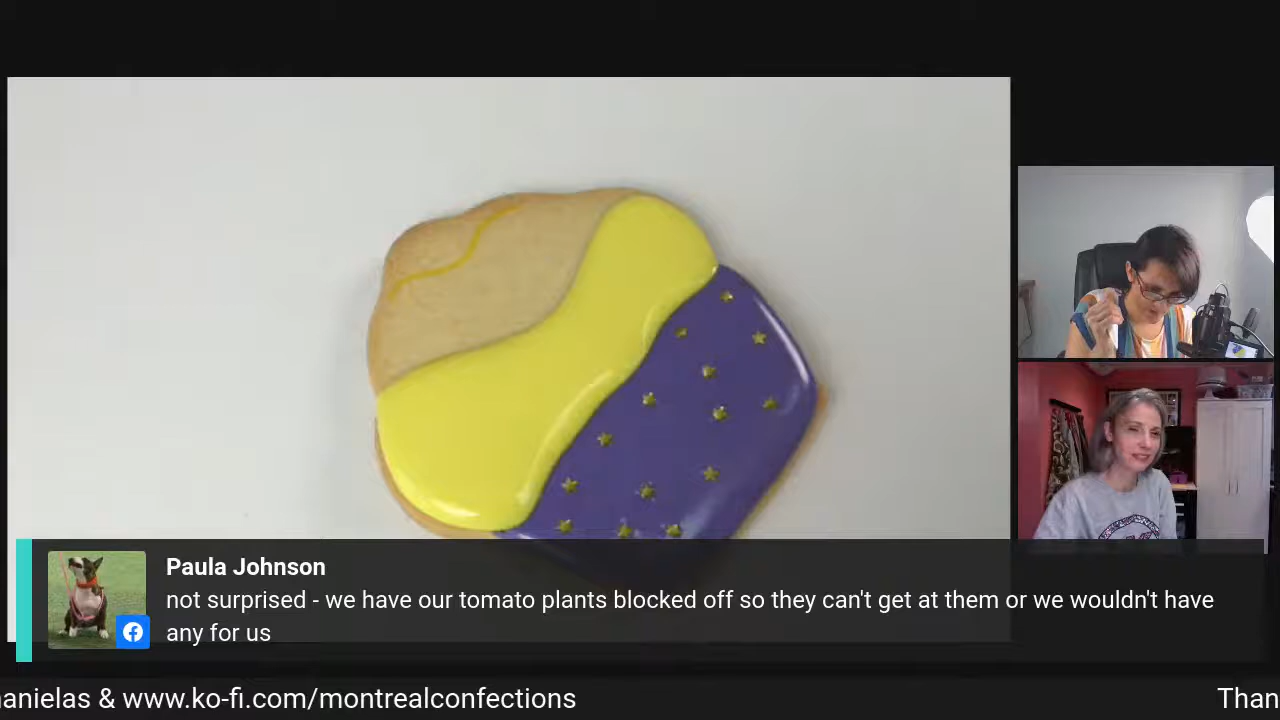 Paula Johnson
not surprised - we have our tomato plants blocked off so they can't get at them or we wouldn't have
any for us
anielas & www.ko-fi.com/montrealconfections
Than